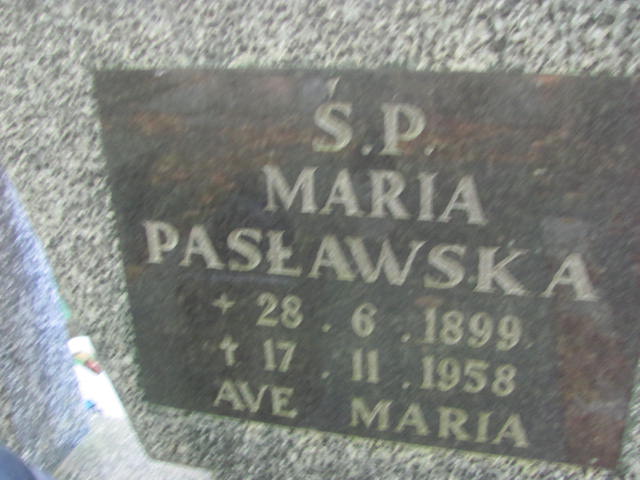 Ś.P.
MARIA
PASŁAWSKA
+ 28.6.1899
† 17.11.1958
AVE MARIA